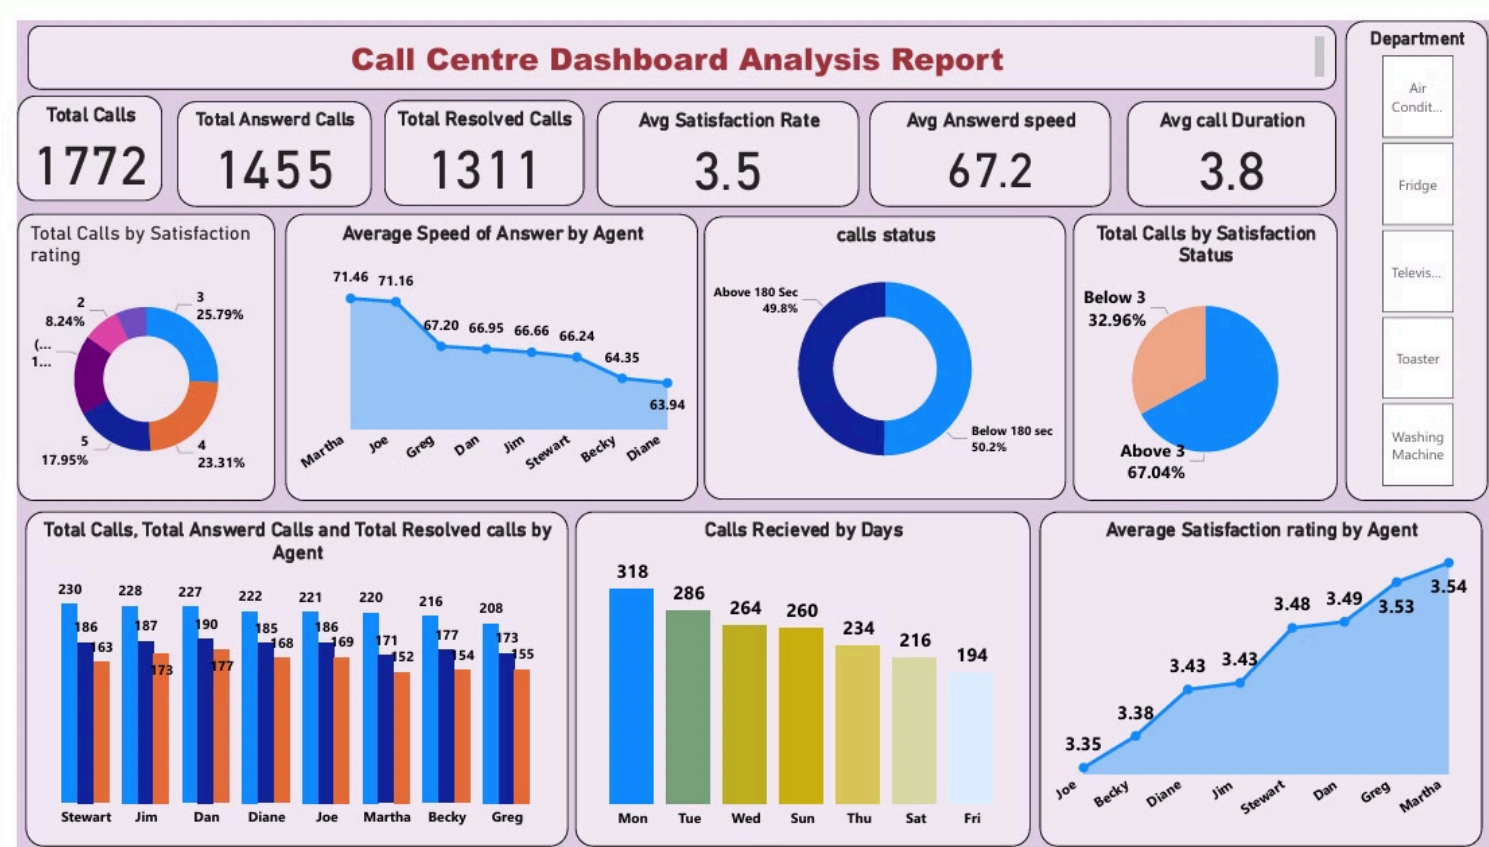 Call Centre Dashboard Analysis Report
Department
Air
Condit...
Fridge
Televis...
Toaster
Washing
Machine
Total Calls
1772
Total Answerd Calls
1455
Total Resolved Calls
1311
Avg Satisfaction Rate
3.5
Avg Answerd speed
67.2
Avg call Duration
3.8
Total Calls by Satisfaction
rating
2
8.24%
3
25.79%
(...
1...
5
17.95%
4
23.31%
Average Speed of Answer by Agent
71.46 71.16 67.20 66.95 66.66 66.24 64.35 63.94
Martha Joe Greg Dan Jim Stewart Becky Diane
calls status
Above 180 Sec
49.8%
Below 180 sec
50.2%
Total Calls by Satisfaction
Status
Below 3
32.96%
Above 3
67.04%
Total Calls, Total Answerd Calls and Total Resolved calls by
Agent
230 186 163
228 187 173
227 190 177
222 185 168
221 186 169
220 171 152
216 177 154
208 173 155
Stewart Jim Dan Diane Joe Martha Becky Greg
Calls Recieved by Days
318 286 264 260 234 216 194
Mon Tue Wed Sun Thu Sat Fri
Average Satisfaction rating by Agent
3.35 3.38 3.43 3.43 3.48 3.49 3.53 3.54
Joe Becky Diane Jim Stewart Dan Greg Martha